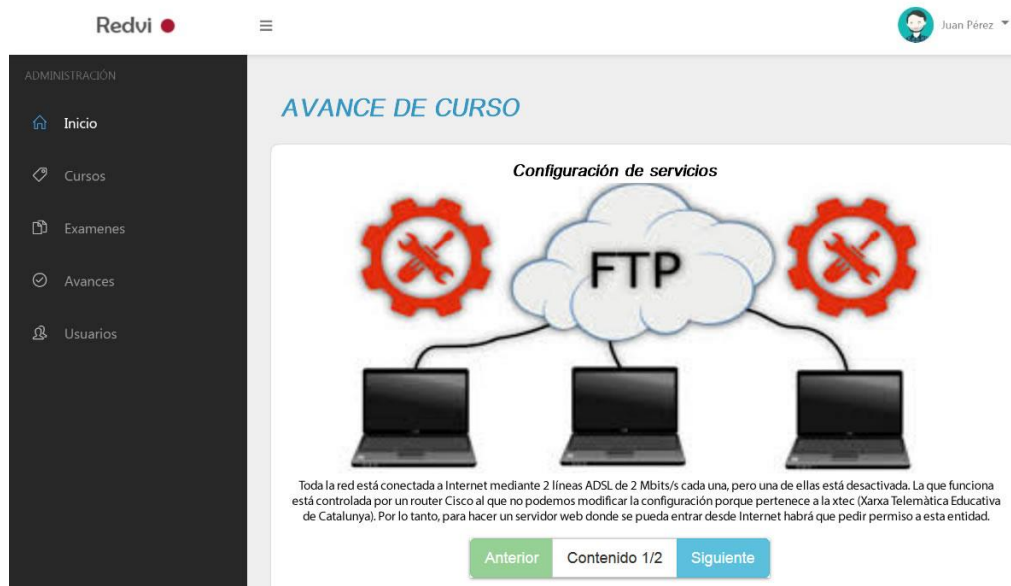 Redvi
Juan Pérez
ADMINISTRACIÓN
Inicio
Cursos
Examenes
Avances
Usuarios
AVANCE DE CURSO
Configuración de servicios
FTP
Toda la red está conectada a Internet mediante 2 líneas ADSL de 2 Mbits/s cada una, pero una de ellas está desactivada. La que funciona
está controlada por un router Cisco al que no podemos modificar la configuración porque pertenece a la xtec (Xarxa Telemàtica Educativa
de Catalunya). Por lo tanto, para hacer un servidor web donde se pueda entrar desde Internet habrá que pedir permiso a esta entidad.
Anterior
Contenido 1/2
Siguiente